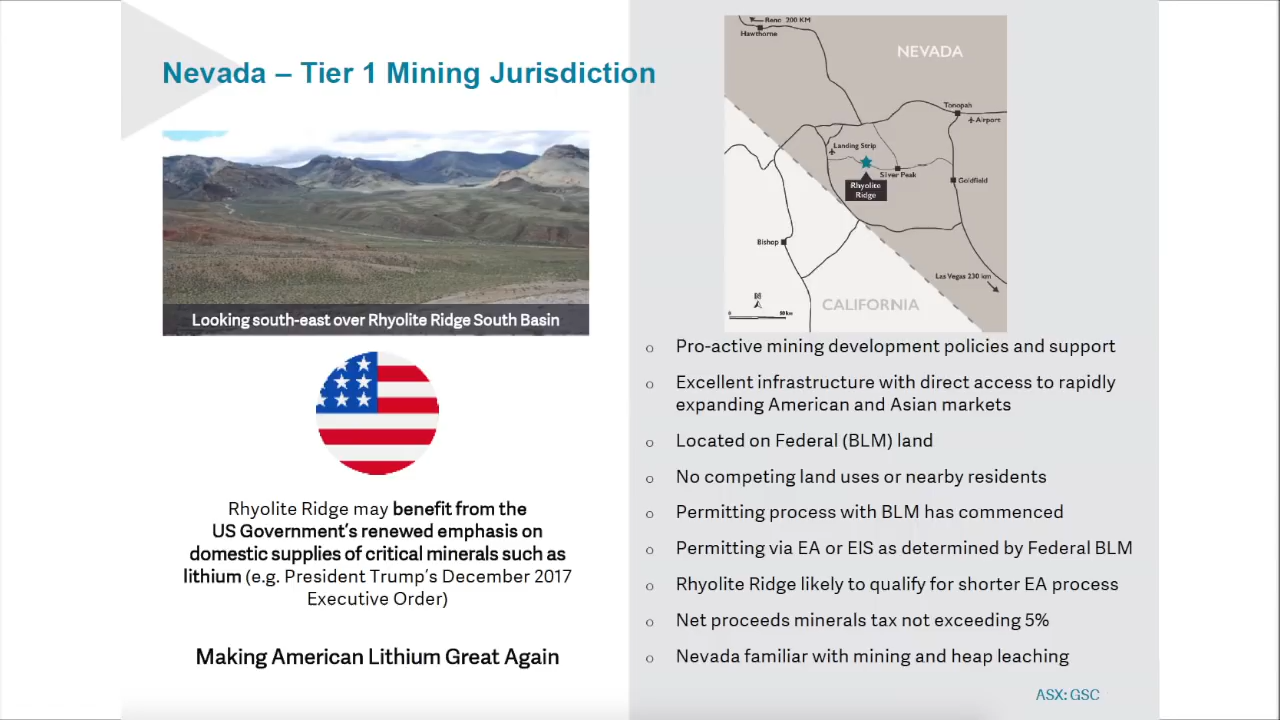 Nevada – Tier 1 Mining Jurisdiction
Looking south-east over Rhyolite Ridge South Basin
Rhyolite Ridge may benefit from the
US Government's renewed emphasis on
domestic supplies of critical minerals such as
lithium (e.g. President Trump's December 2017
Executive Order)
Making American Lithium Great Again
Reno 200 KM
Hawthorne
NEVADA
Tonopah
Airport
Landing Strip
Silver Peak
Rhyolite
Ridge
Goldfield
Bishop
Las Vegas 230 km
N
CALIFORNIA
0
o Pro-active mining development policies and support
o Excellent infrastructure with direct access to rapidly
expanding American and Asian markets
o Located on Federal (BLM) land
o No competing land uses or nearby residents
o Permitting process with BLM has commenced
o Permitting via EA or EIS as determined by Federal BLM
o Rhyolite Ridge likely to qualify for shorter EA process
o Net proceeds minerals tax not exceeding 5%
o Nevada familiar with mining and heap leaching
ASX: GSC